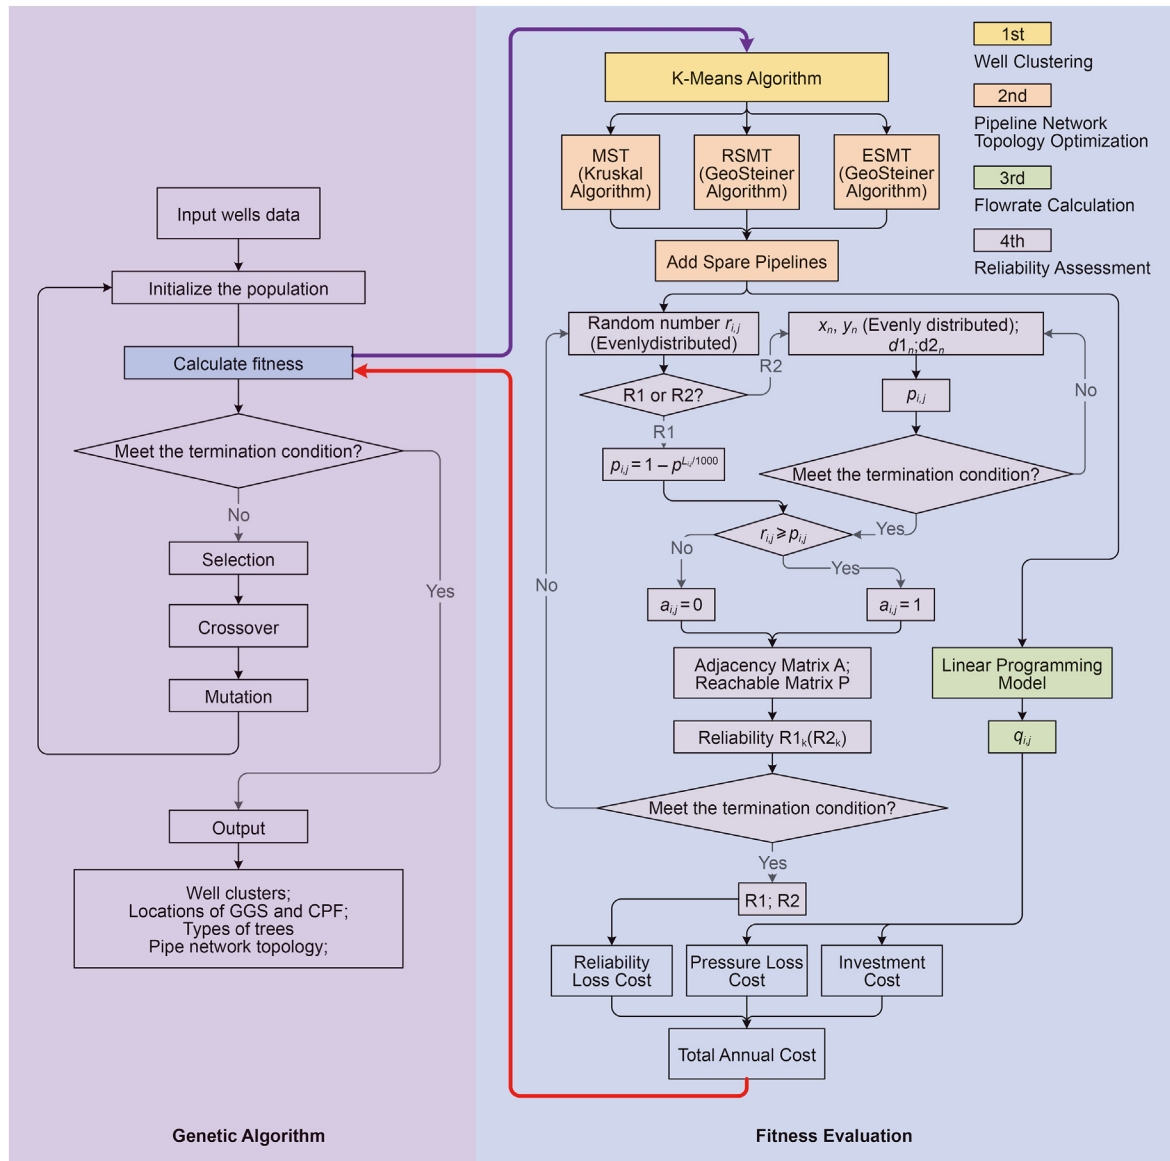 1st
Well Clustering
2nd
Pipeline Network
Topology Optimization
3rd
Flowrate Calculation
4th
Reliability Assessment
Input wells data
Initialize the population
Calculate fitness
Meet the termination condition?
No
Yes
Selection
Crossover
Mutation
Output
Well clusters;
Locations of GGS and CPF;
Types of trees
Pipe network topology;
Genetic Algorithm
K-Means Algorithm
MST
(Kruskal
Algorithm)
RSMT
(GeoSteiner
Algorithm)
ESMT
(GeoSteiner
Algorithm)
Add Spare Pipelines
Random number r_{i,j}
(Evenlydistributed)
R1 or R2?
R2
R1
x_n, y_n (Evenly distributed);
d1_n;d2_n
p_{i,j}
Meet the termination condition?
No
Yes
p_{i,j} = 1 – p^{L_{i,j}/1000}
r_{i,j} ⩾ p_{i,j}
No
Yes
a_{i,j} = 0
a_{i,j} = 1
Adjacency Matrix A;
Reachable Matrix P
Reliability R1_k(R2_k)
Meet the termination condition?
No
Yes
R1; R2
Linear Programming
Model
q_{i,j}
Reliability
Loss Cost
Pressure Loss
Cost
Investment
Cost
Total Annual Cost
Fitness Evaluation